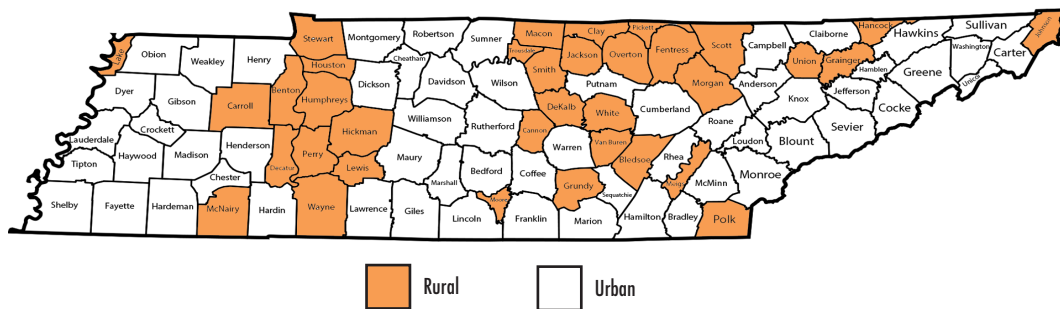 Lake
Obion
Weakley
Henry
Stewart
Montgomery
Robertson
Sumner
Macon
Clay
Pickett
Fentress
Scott
Campbell
Claiborne
Hancock
Hawkins
Sullivan
Johnson
Trousdale
Houston
Cheatham
Dickson
Davidson
Wilson
Smith
Jackson
Overton
Morgan
Anderson
Union
Grainger
Hamblen
Greene
Washington
Carter
Unicoi
Dyer
Gibson
Carroll
Benton
Humphreys
Putnam
Cumberland
Knox
Jefferson
Cocke
Crockett
Hickman
Williamson
Rutherford
DeKalb
Cannon
White
Roane
Loudon
Blount
Sevier
Lauderdale
Tipton
Haywood
Madison
Henderson
Decatur
Perry
Lewis
Maury
Warren
Van Buren
Bledsoe
Rhea
Meigs
McMinn
Monroe
Chester
Marshall
Bedford
Coffee
Grundy
Sequatchie
Shelby
Fayette
Hardeman
McNairy
Hardin
Wayne
Lawrence
Giles
Lincoln
Moore
Franklin
Marion
Hamilton
Bradley
Polk
Rural
Urban